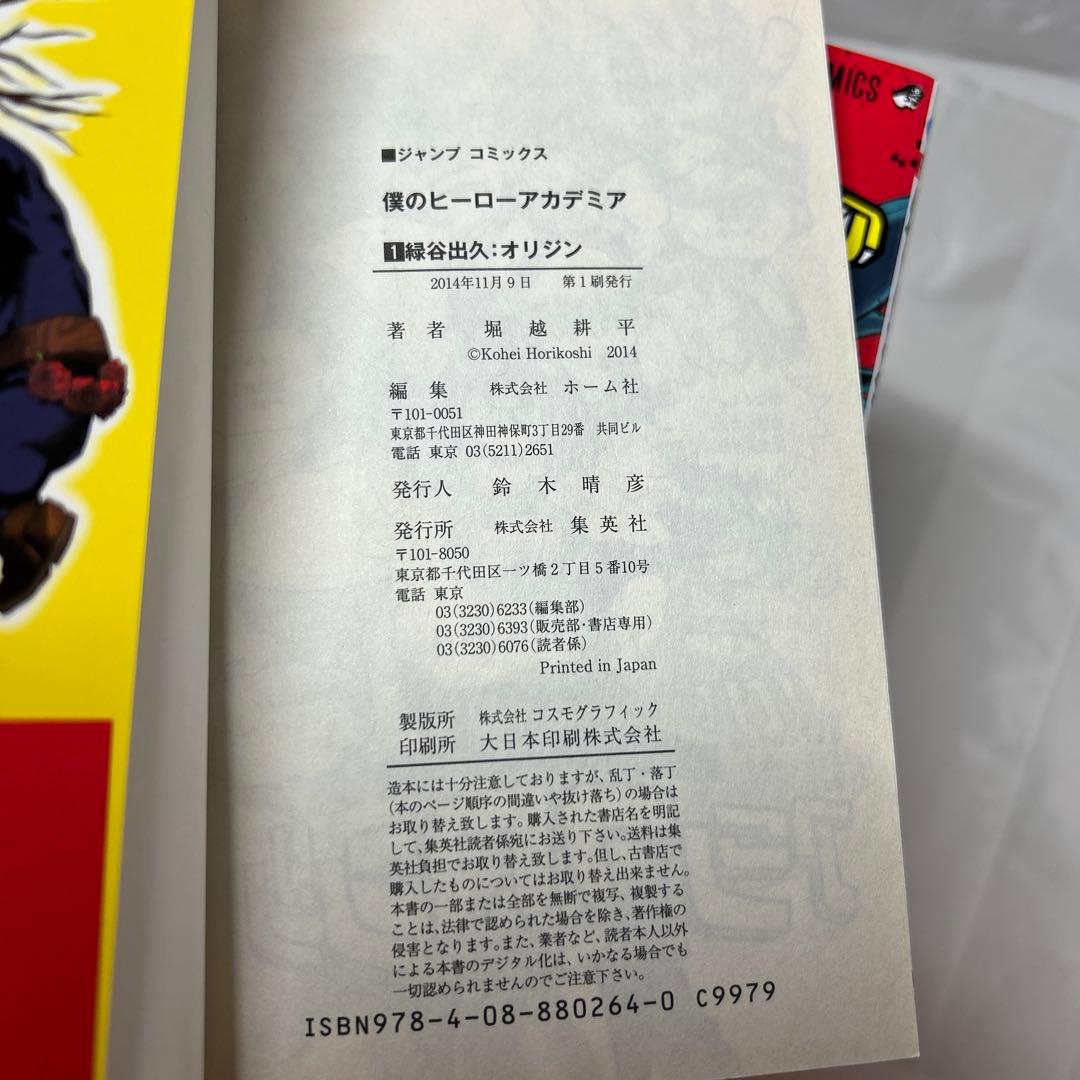 ■ジャンプ コミックス
僕のヒーローアカデミア
1緑谷出久:オリジン
2014年11月9日 第1刷発行
著者 堀越耕平
©Kohei Horikoshi 2014
編集 株式会社 ホーム社
〒101-0051
東京都千代田区神田神保町3丁目29番 共同ビル
電話 東京 03(5211)2651
発行人 鈴木晴彦
発行所 株式会社 集英社
〒101-8050
東京都千代田区一ツ橋2丁目5番10号
電話 東京
03(3230)6233(編集部)
03(3230)6393(販売部・書店専用)
03(3230)6076(読者係)
Printed in Japan
製版所 株式会社 コスモグラフィック
印刷所 大日本印刷株式会社
造本には十分注意しておりますが、乱丁・落丁
(本のページ順序の間違いや抜け落ち)の場合は
お取り替え致します。購入された書店名を明記
して、集英社読者係宛にお送り下さい。送料は集
英社負担でお取り替え致します。但し、古書店で
購入したものについてはお取り替え出来ません。
本書の一部または全部を無断で複写、複製する
ことは、法律で認められた場合を除き、著作権の
侵害となります。また、業者など、読者本人以外
による本書のデジタル化は、いかなる場合でも
一切認められませんのでご注意下さい。
ISBN978-4-08-880264-0 C9979
MICS